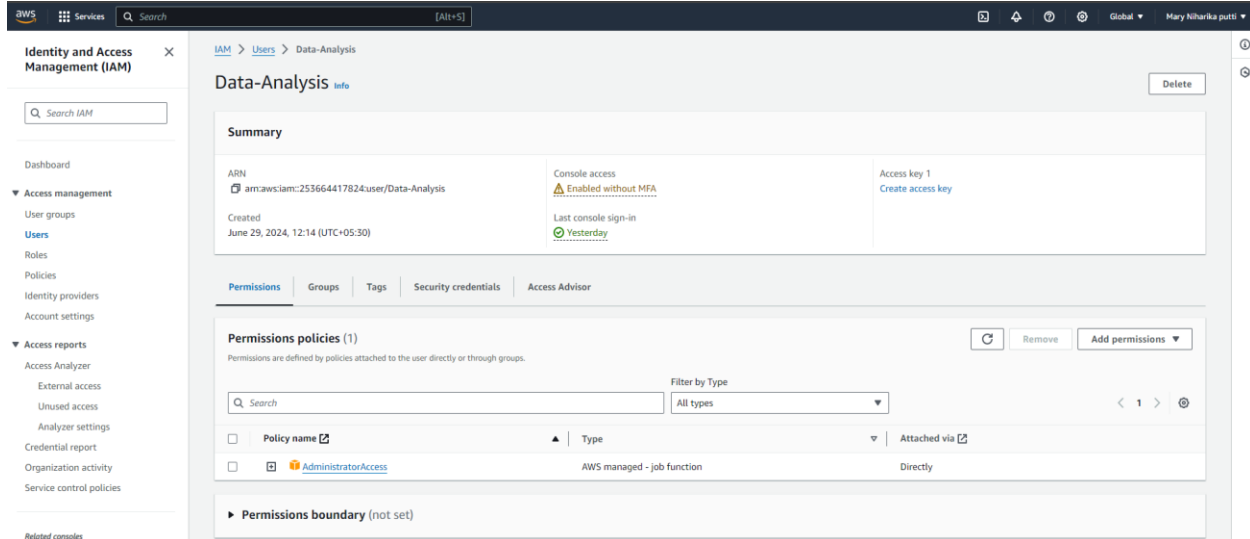 aws Services Search [Alt+S] Global Mary Niharika putti
Identity and Access Management (IAM)
Search IAM
Dashboard
Access management
User groups
Users
Roles
Policies
Identity providers
Account settings
Access reports
Access Analyzer
External access
Unused access
Analyzer settings
Credential report
Organization activity
Service control policies
Related consoles
IAM > Users > Data-Analysis
Data-Analysis Info Delete
Summary
ARN
arn:aws:iam::253664417824:user/Data-Analysis
Created
June 29, 2024, 12:14 (UTC+05:30)
Console access
Enabled without MFA
Last console sign-in
Yesterday
Access key 1
Create access key
Permissions Groups Tags Security credentials Access Advisor
Permissions policies (1) Remove Add permissions
Permissions are defined by policies attached to the user directly or through groups.
Filter by Type
Search All types 1
Policy name Type Attached via
AdministratorAccess AWS managed - job function Directly
Permissions boundary (not set)